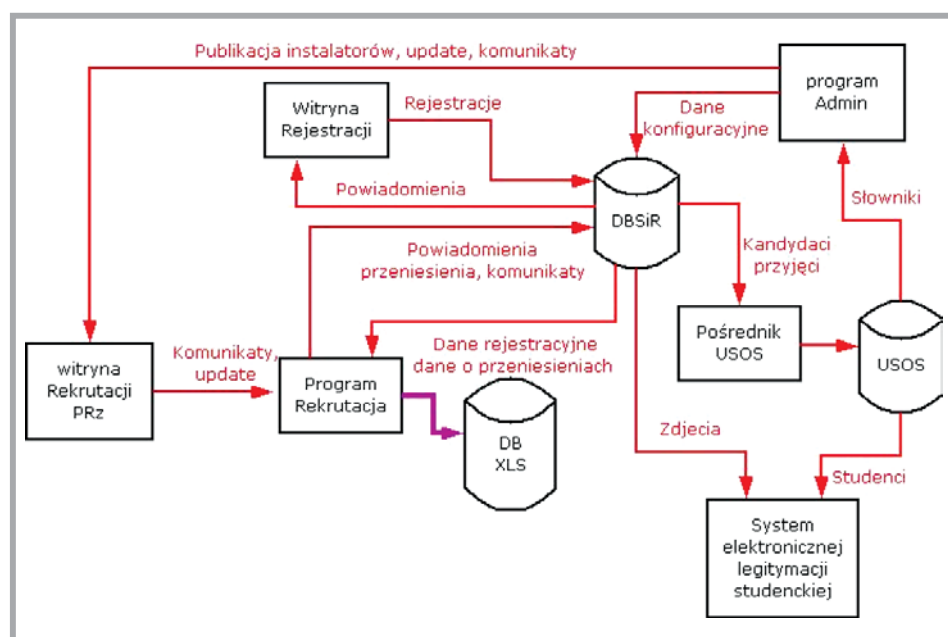 Publikacja instalatorów, update, komunikaty
program
Admin
Witryna
Rejestracji
Rejestracje
Dane
konfiguracyjne
Powiadomienia
DBSiR
Słowniki
Powiadomienia
przeniesienia, komunikaty
Kandydaci
przyjęci
Pośrednik
USOS
USOS
witryna
Rekrutacji
PRz
Komunikaty,
update
Program
Rekrutacja
Dane rejestracyjne
dane o przeniesieniach
DB
XLS
Zdjecia
Studenci
System
elektronicznej
legitymacji
studenckiej